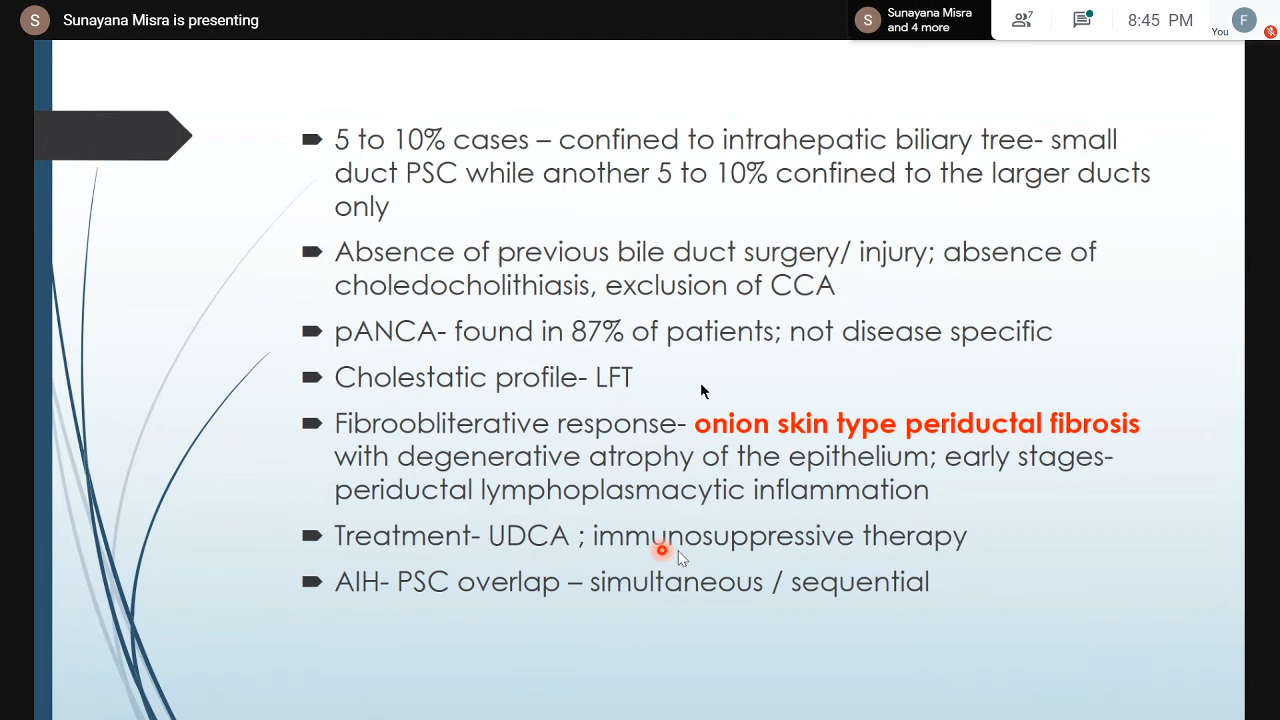 S Sunayana Misra is presenting
S Sunayana Misra
and 4 more
7
8:45 PM
You F
5 to 10% cases – confined to intrahepatic biliary tree- small
duct PSC while another 5 to 10% confined to the larger ducts
only
Absence of previous bile duct surgery/ injury; absence of
choledocholithiasis, exclusion of CCA
pANCA- found in 87% of patients; not disease specific
Cholestatic profile- LFT
Fibroobliterative response- onion skin type periductal fibrosis
with degenerative atrophy of the epithelium; early stages-
periductal lymphoplasmacytic inflammation
Treatment- UDCA ; immunosuppressive therapy
AIH- PSC overlap – simultaneous / sequential